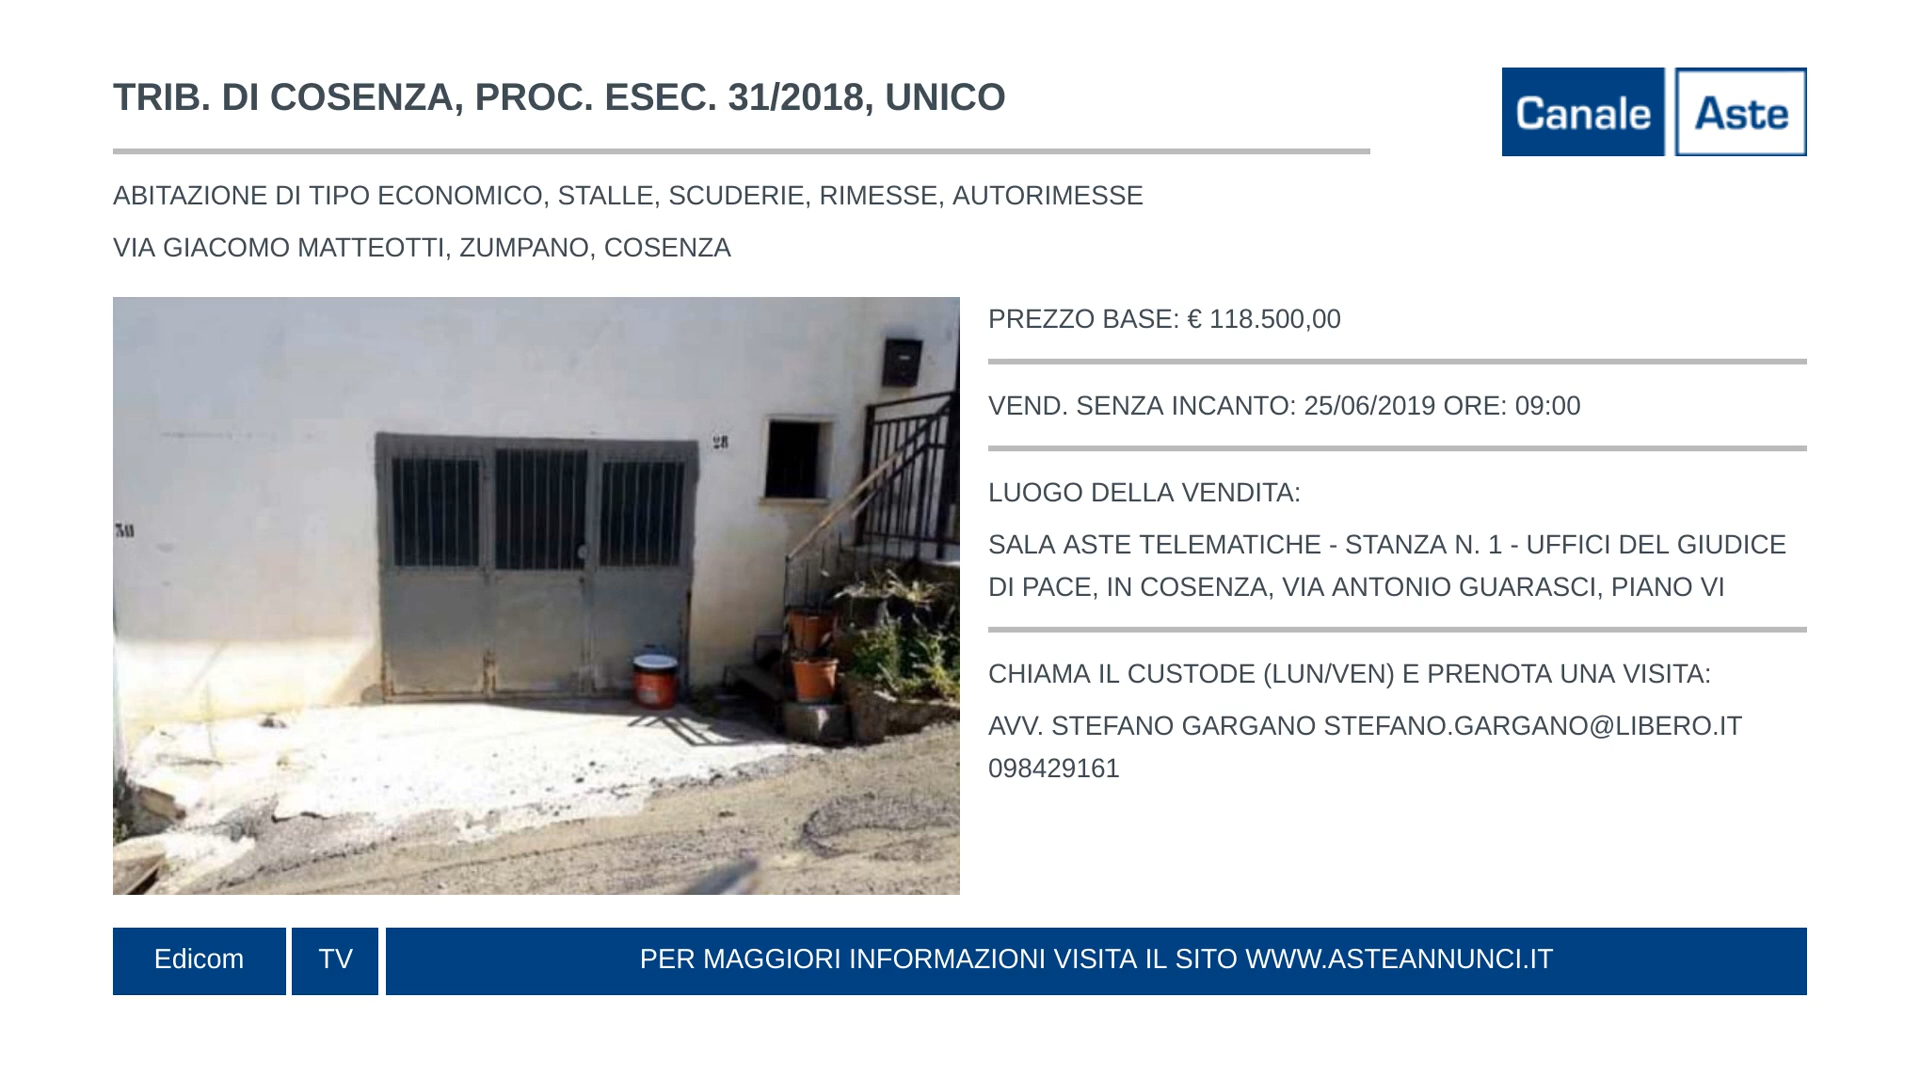 TRIB. DI COSENZA, PROC. ESEC. 31/2018, UNICO
Canale Aste
ABITAZIONE DI TIPO ECONOMICO, STALLE, SCUDERIE, RIMESSE, AUTORIMESSE
VIA GIACOMO MATTEOTTI, ZUMPANO, COSENZA
28
PREZZO BASE: € 118.500,00
VEND. SENZA INCANTO: 25/06/2019 ORE: 09:00
LUOGO DELLA VENDITA:
SALA ASTE TELEMATICHE - STANZA N. 1 - UFFICI DEL GIUDICE
DI PACE, IN COSENZA, VIA ANTONIO GUARASCI, PIANO VI
CHIAMA IL CUSTODE (LUN/VEN) E PRENOTA UNA VISITA:
AVV. STEFANO GARGANO STEFANO.GARGANO@LIBERO.IT
098429161
Edicom TV PER MAGGIORI INFORMAZIONI VISITA IL SITO WWW.ASTEANNUNCI.IT